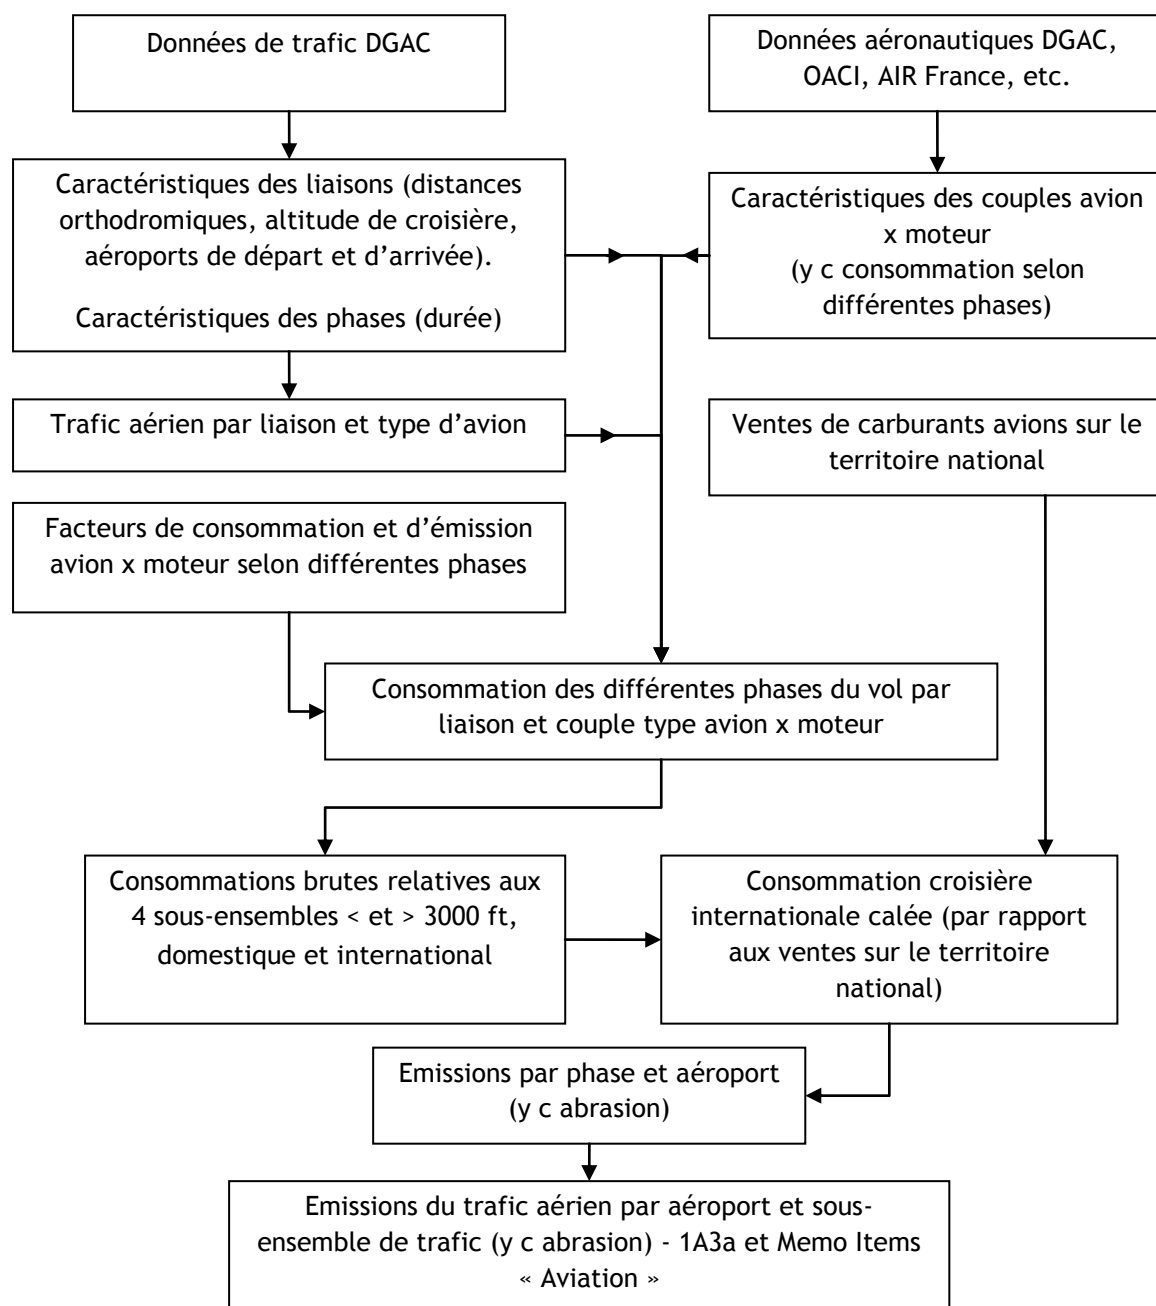 Données de trafic DGAC
Données aéronautiques DGAC,
OACI, AIR France, etc.
Caractéristiques des liaisons (distances
orthodromiques, altitude de croisière,
aéroports de départ et d’arrivée).
Caractéristiques des phases (durée)
Caractéristiques des couples avion
x moteur
(y c consommation selon
différentes phases)
Trafic aérien par liaison et type d’avion
Ventes de carburants avions sur le
territoire national
Facteurs de consommation et d’émission
avion x moteur selon différentes phases
Consommation des différentes phases du vol par
liaison et couple type avion x moteur
Consommations brutes relatives aux
4 sous-ensembles < et > 3000 ft,
domestique et international
Consommation croisière
internationale calée (par rapport
aux ventes sur le territoire
national)
Emissions par phase et aéroport
(y c abrasion)
Emissions du trafic aérien par aéroport et sous-
ensemble de trafic (y c abrasion) - 1A3a et Memo Items
« Aviation »